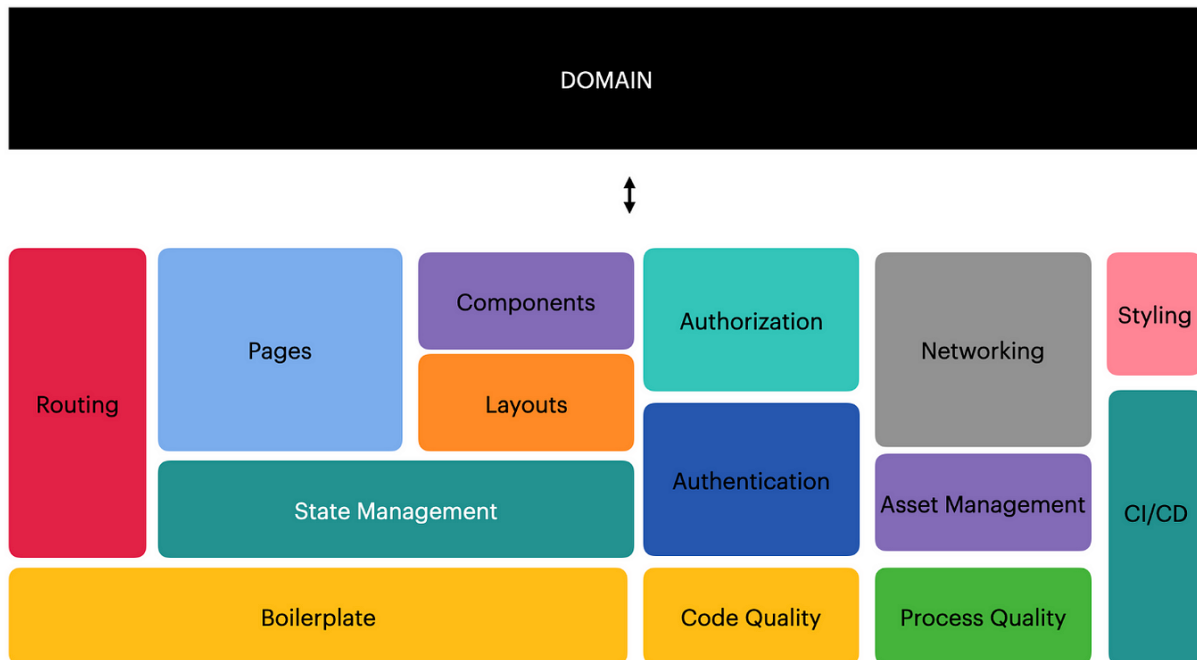 DOMAIN
Routing
Pages
Components
Layouts
State Management
Authorization
Authentication
Networking
Asset Management
Styling
CI/CD
Boilerplate
Code Quality
Process Quality